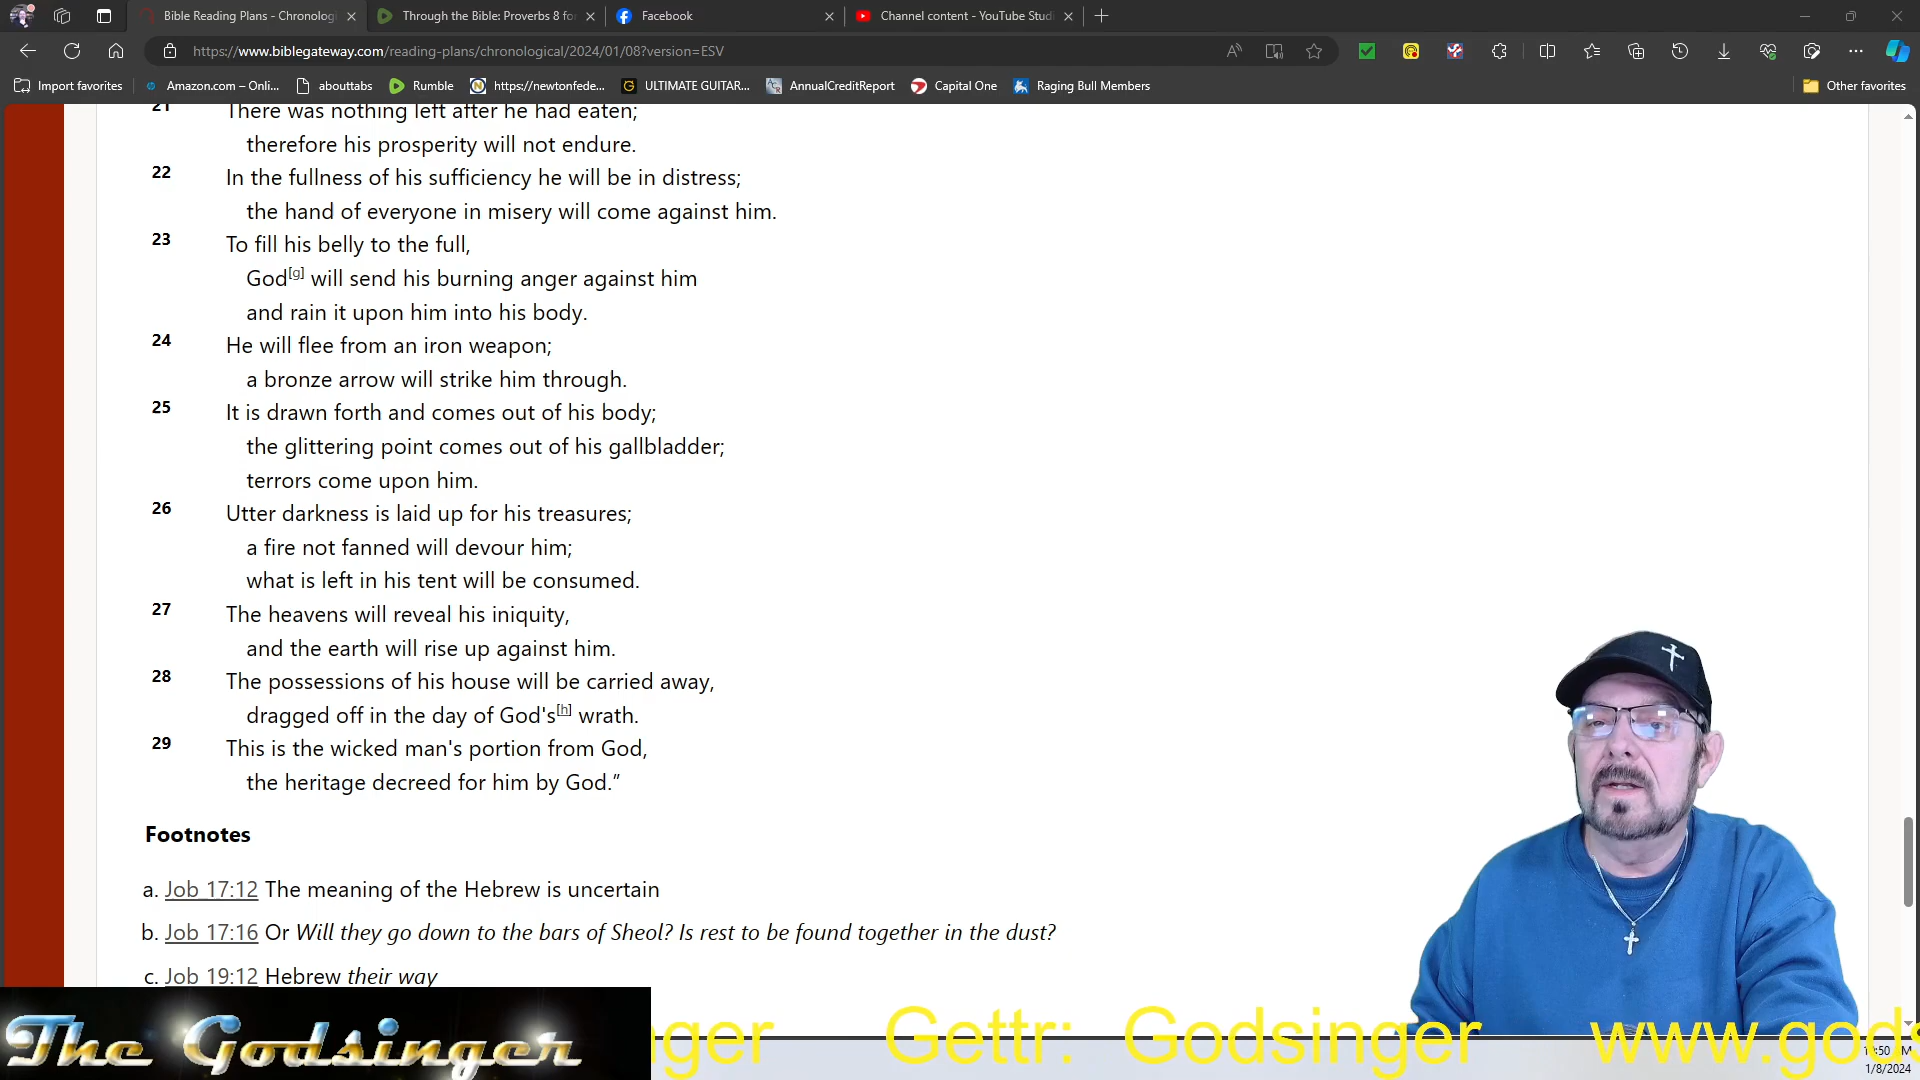 Bible Reading Plans - Chronologi
Through the Bible: Proverbs 8 for
Facebook
Channel content - YouTube Studi
https://www.biblegateway.com/reading-plans/chronological/2024/01/08?version=ESV
Import favorites
Amazon.com – Onli...
abouttabs
Rumble
https://newtonfede...
ULTIMATE GUITAR...
AnnualCreditReport
Capital One
Raging Bull Members
Other favorites
21 There was nothing left after he had eaten;
therefore his prosperity will not endure.
22 In the fullness of his sufficiency he will be in distress;
the hand of everyone in misery will come against him.
23 To fill his belly to the full,
God[g] will send his burning anger against him
and rain it upon him into his body.
24 He will flee from an iron weapon;
a bronze arrow will strike him through.
25 It is drawn forth and comes out of his body;
the glittering point comes out of his gallbladder;
terrors come upon him.
26 Utter darkness is laid up for his treasures;
a fire not fanned will devour him;
what is left in his tent will be consumed.
27 The heavens will reveal his iniquity,
and the earth will rise up against him.
28 The possessions of his house will be carried away,
dragged off in the day of God's[h] wrath.
29 This is the wicked man's portion from God,
the heritage decreed for him by God.”
Footnotes
a. Job 17:12 The meaning of the Hebrew is uncertain
b. Job 17:16 Or Will they go down to the bars of Sheol? Is rest to be found together in the dust?
c. Job 19:12 Hebrew their way
The Godsinger
nger Gettr: Godsinger www.gods
1/8/2024